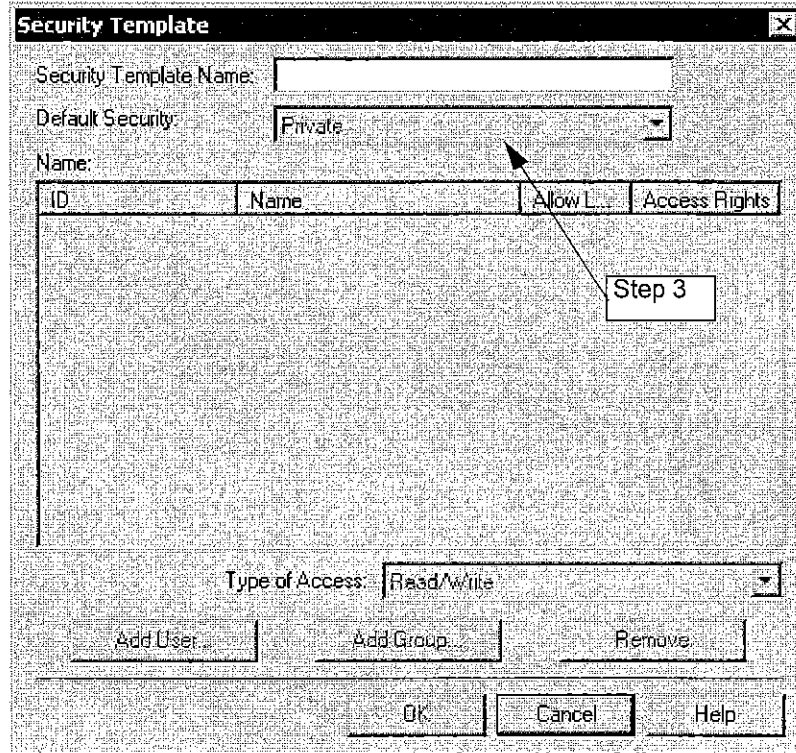 Security Template
Security Template Name:
Default Security: Private
Name:
ID Name Allow L... Access Rights
Step 3
Type of Access: Read/Write
Add User... Add Group... Remove
OK Cancel Help